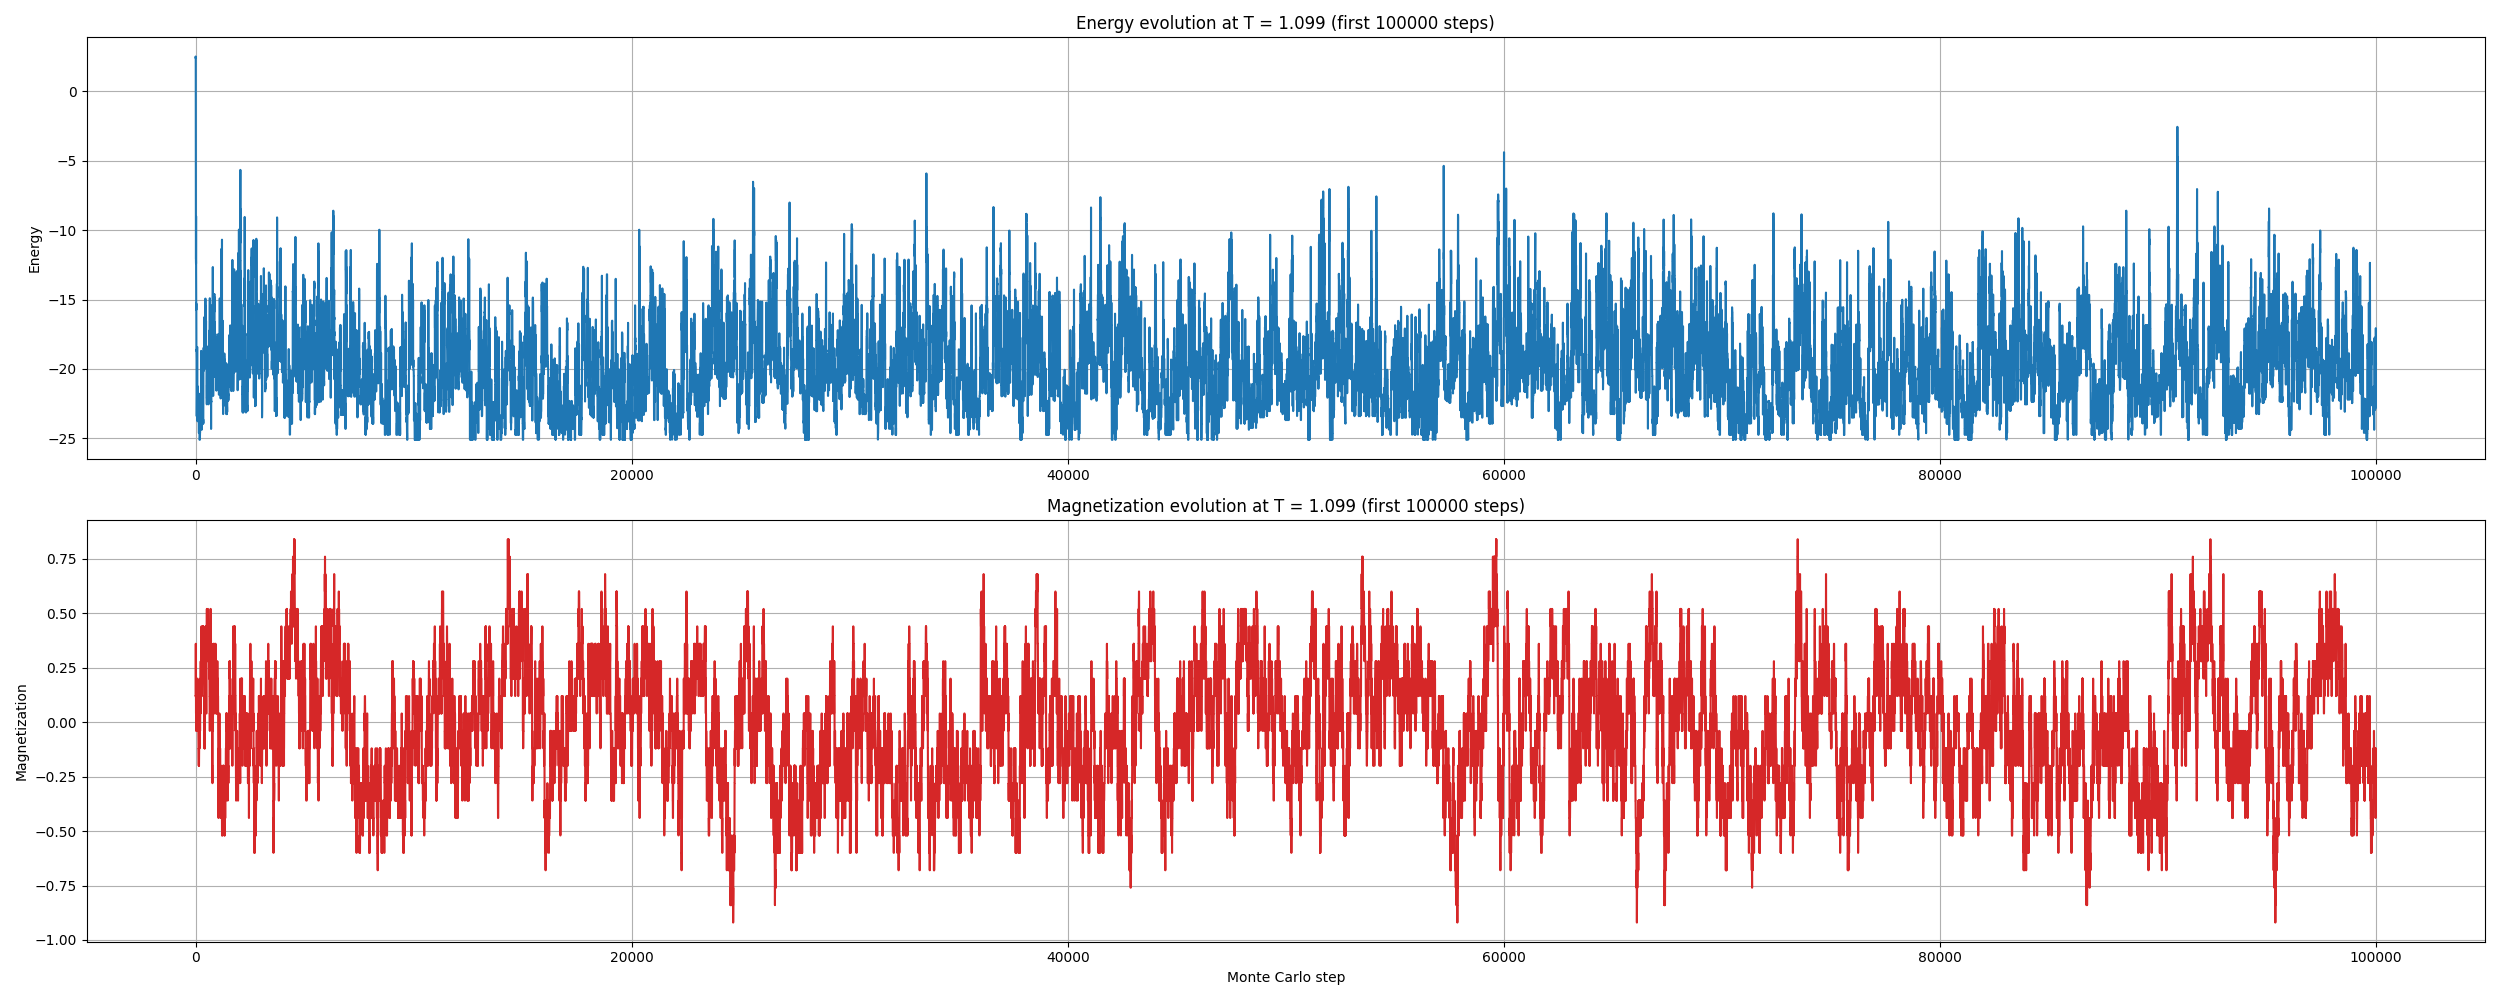 Energy evolution at T = 1.099 (first 100000 steps)
Energy
0
−5
−10
−15
−20
−25
0 20000 40000 60000 80000 100000
Magnetization evolution at T = 1.099 (first 100000 steps)
Magnetization
0.75
0.50
0.25
0.00
−0.25
−0.50
−0.75
−1.00
0 20000 40000 60000 80000 100000
Monte Carlo step